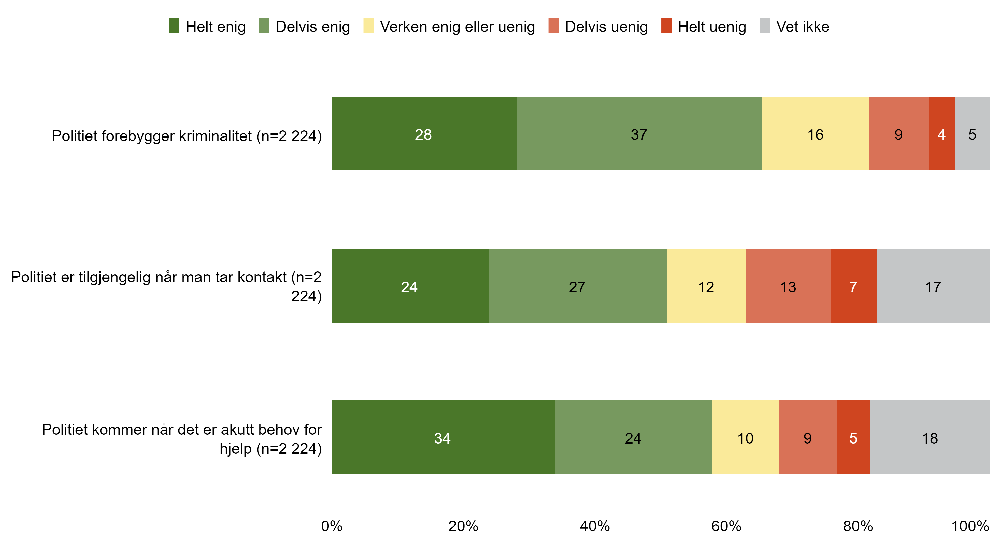 Helt enig Delvis enig Verken enig eller uenig Delvis uenig Helt uenig Vet ikke
Politiet forebygger kriminalitet (n=2 224)
28 37 16 9 4 5
Politiet er tilgjengelig når man tar kontakt (n=2
224)
24 27 12 13 7 17
Politiet kommer når det er akutt behov for
hjelp (n=2 224)
34 24 10 9 5 18
0% 20% 40% 60% 80% 100%